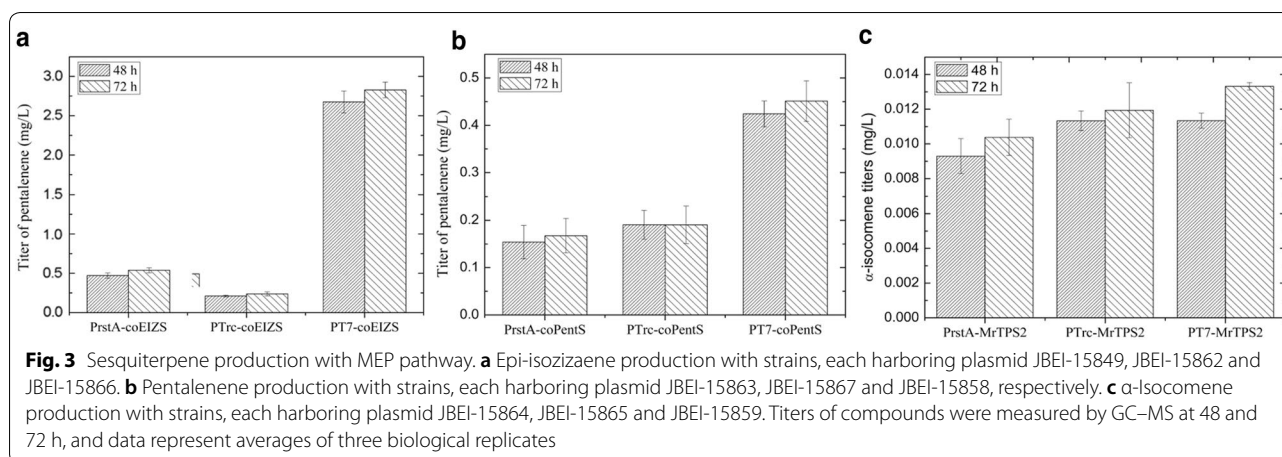 a
48 h
72 h
3.0
2.5
2.0
1.5
1.0
0.5
0.0
Titer of pentalenene (mg/L)
PrstA-coEIZS
PTrc-coEIZS
PT7-coEIZS
b
48 h
72 h
0.5
0.4
0.3
0.2
0.1
0.0
Titer of pentalenene (mg/L)
PrstA-coPentS
PTrc-coPentS
PT7-coPentS
c
48 h
72 h
0.014
0.012
0.010
0.008
0.006
0.004
0.002
0.000
α-isocomene titers (mg/L)
PrstA-MrTPS2
PTrc-MrTPS2
PT7-MrTPS2
Fig. 3 Sesquiterpene production with MEP pathway. a Epi-isozizaene production with strains, each harboring plasmid JBEI-15849, JBEI-15862 and
JBEI-15866. b Pentalenene production with strains, each harboring plasmid JBEI-15863, JBEI-15867 and JBEI-15858, respectively. c α-Isocomene
production with strains, each harboring plasmid JBEI-15864, JBEI-15865 and JBEI-15859. Titers of compounds were measured by GC–MS at 48 and
72 h, and data represent averages of three biological replicates